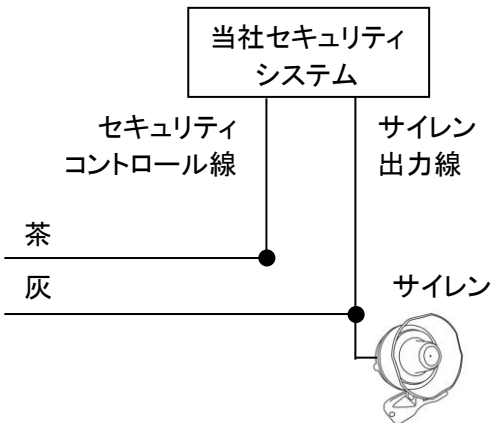 当社セキュリティ
システム
セキュリティ
コントロール線
サイレン
出力線
茶
灰
サイレン